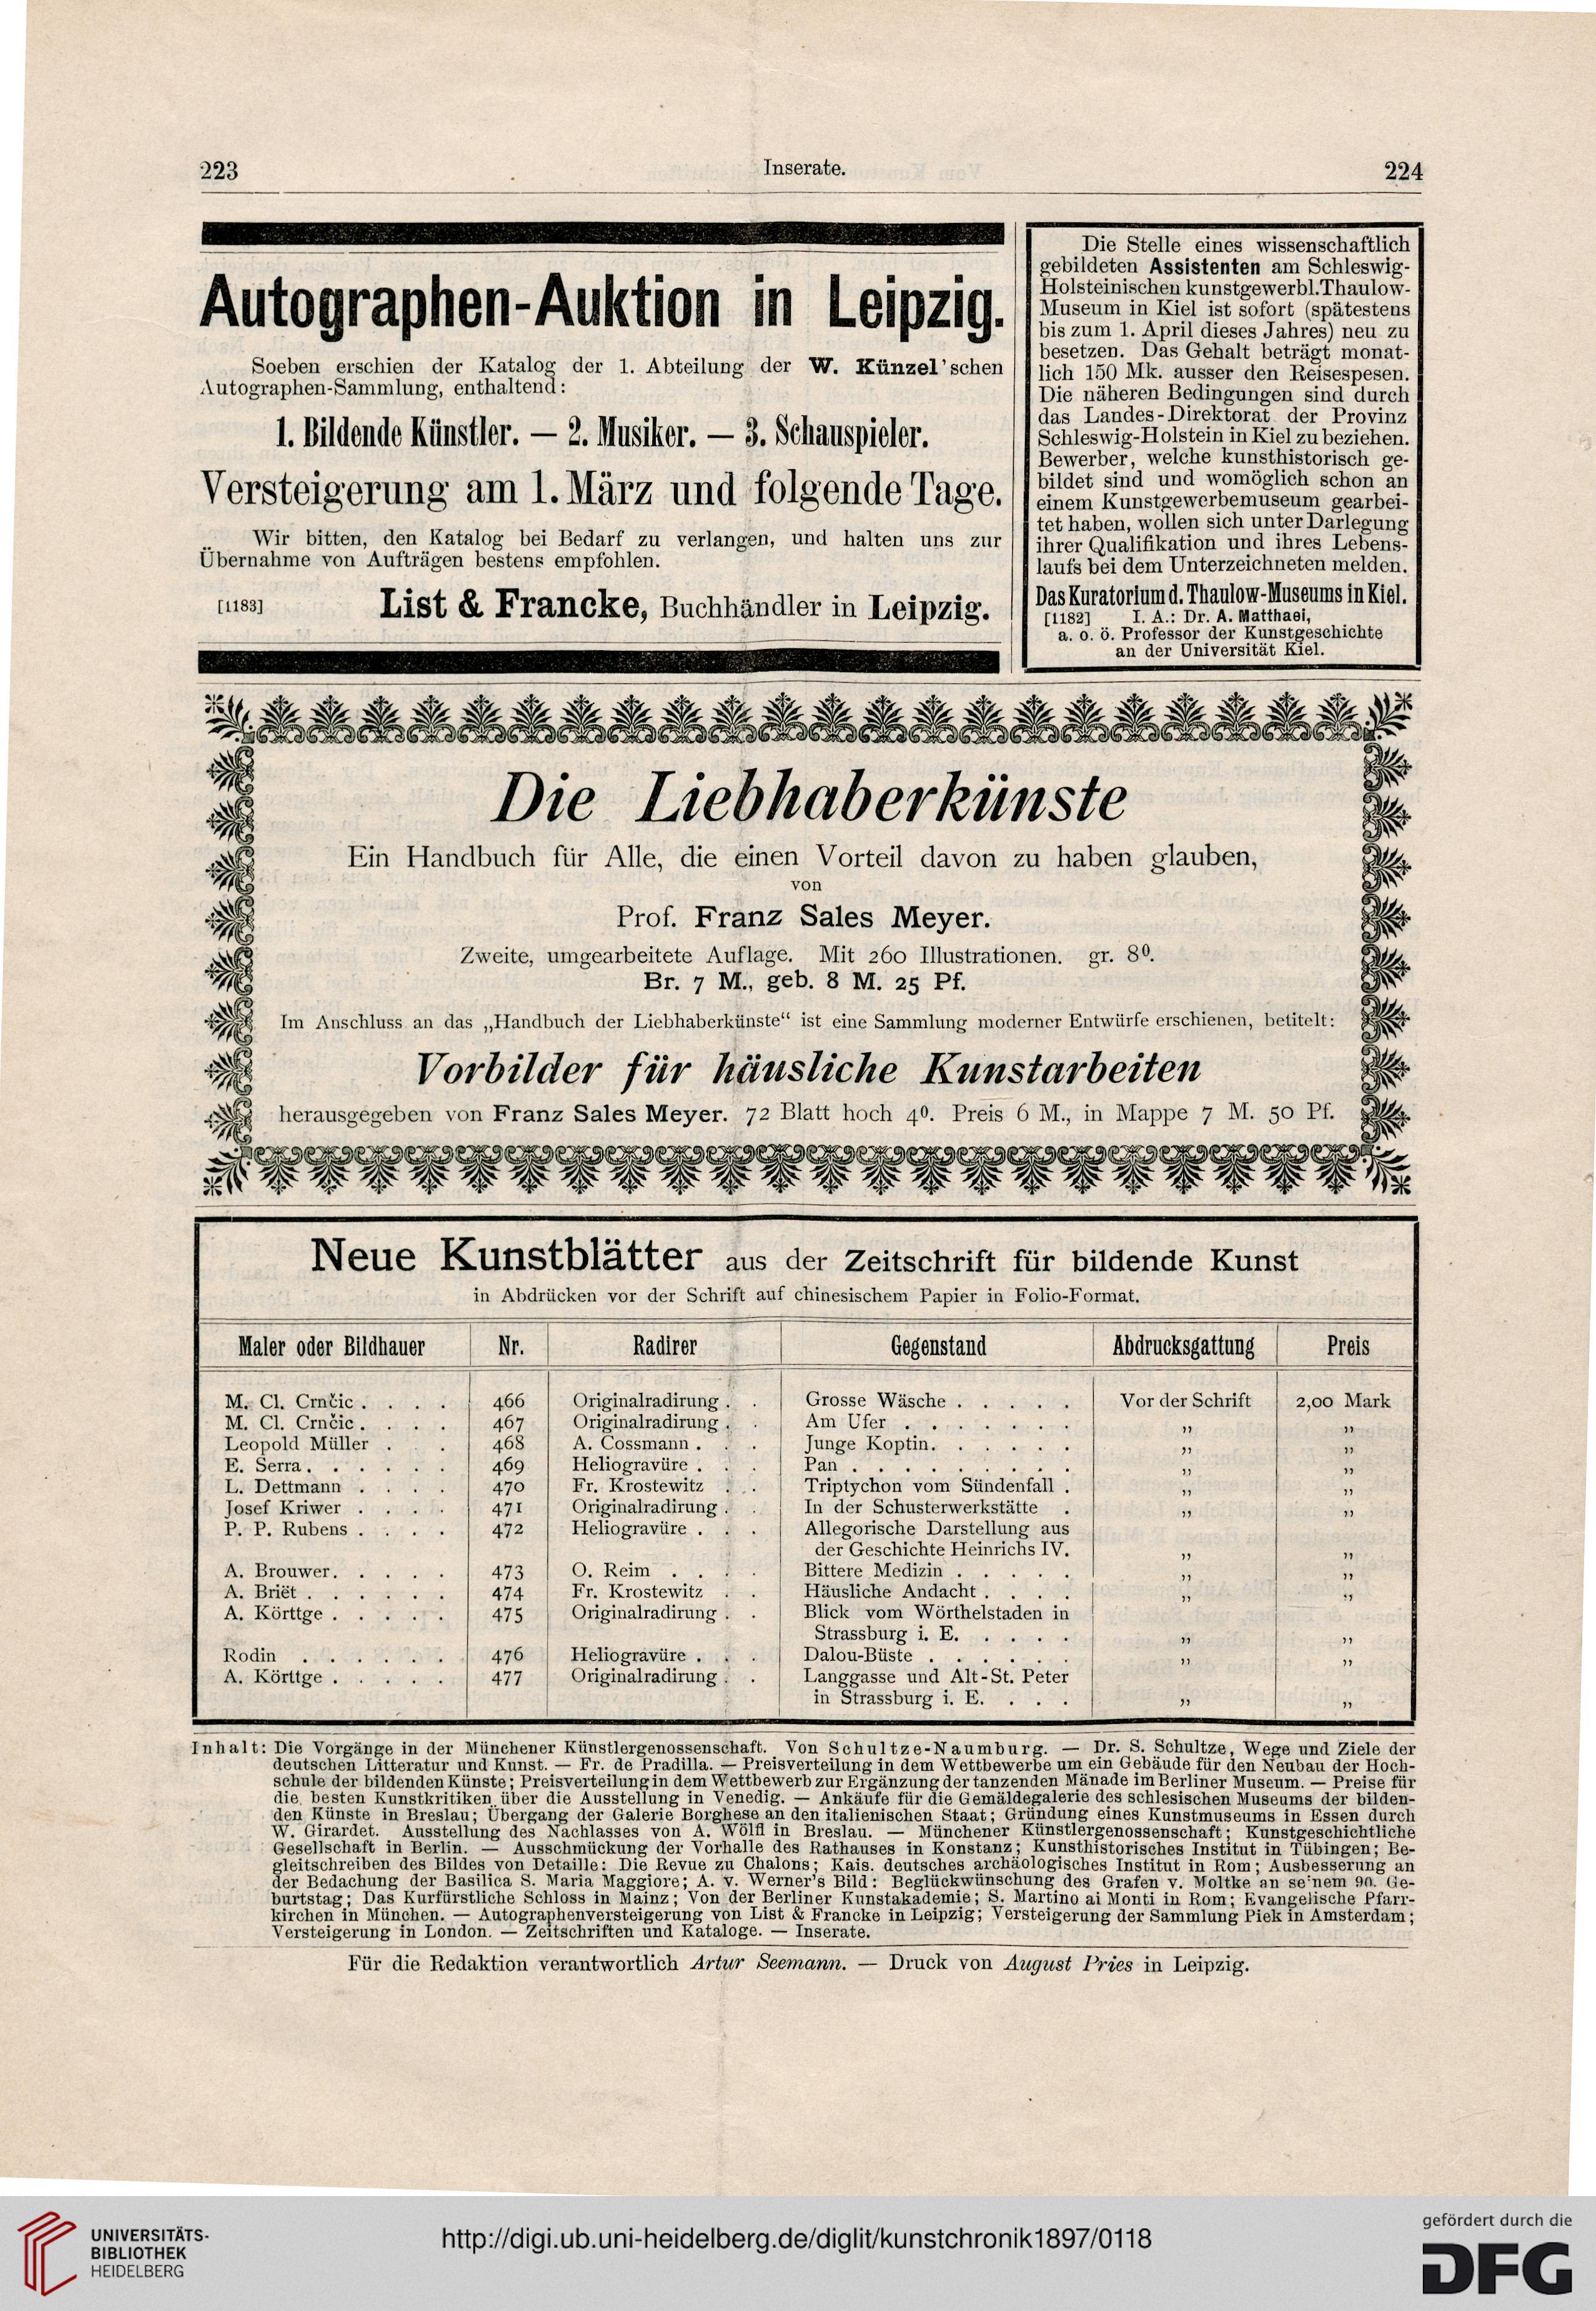 223
Inserate.
224
Autographen-Auktion in Leipzig.
Soeben erschien der Katalog der 1. Abteilung der W. Künzel'schen
Autographen-Sammlung, enthaltend:
1. Bildende Künstler. — 2. Musiker. — 3. Schauspieler.
Versteigerung am 1. März und folgende Tage.
Wir bitten, den Katalog bei Bedarf zu verlangen, und halten uns zur
Übernahme von Aufträgen bestens empfohlen.
[1183] List & Francke, Buchhändler in Leipzig.
Die Stelle eines wissenschaftlich
gebildeten Assistenten am Schleswig-
Holsteinischen kunstgewerbl. Thaulow-
Museum in Kiel ist sofort (spätestens
bis zum 1. April dieses Jahres) neu zu
besetzen. Das Gehalt beträgt monat-
lich 150 Mk. ausser den Reisespesen.
Die näheren Bedingungen sind durch
das Landes-Direktorat der Provinz
Schleswig-Holstein in Kiel zu beziehen.
Bewerber, welche kunsthistorisch ge-
bildet sind und womöglich schon an
einem Kunstgewerbemuseum gearbei-
tet haben, wollen sich unter Darlegung
ihrer Qualifikation und ihres Lebens-
laufs bei dem Unterzeichneten melden.
Das Kuratorium d. Thaulow-Museums in Kiel.
[1182] I. A.: Dr. A. Matthaei,
a. o. ö. Professor der Kunstgeschichte
an der Universität Kiel.
Die Liebhaberkünste
Ein Handbuch für Alle, die einen Vorteil davon zu haben glauben,
von
Prof. Franz Sales Meyer.
Zweite, umgearbeitete Auflage. Mit 260 Illustrationen. gr. 8⁰.
Br. 7 M., geb. 8 M. 25 Pf.
Im Anschluss an das „Handbuch der Liebhaberkünste“ ist eine Sammlung moderner Entwürfe erschienen, betitelt:
Vorbilder für häusliche Kunstarbeiten
herausgegeben von Franz Sales Meyer. 72 Blatt hoch 4⁰. Preis 6 M., in Mappe 7 M. 50 Pf.
Neue Kunstblätter aus der Zeitschrift für bildende Kunst
in Abdrücken vor der Schrift auf chinesischem Papier in Folio-Format.
Maler oder Bildhauer Nr. Radirer Gegenstand Abdrucksgattung Preis
M. Cl. Crnčic . . . . 466 Originalradirung . . Grosse Wäsche . . . . . Vor der Schrift 2,00 Mark
M. Cl. Crnčic . . . . 467 Originalradirung . . Am Ufer . . . . . . . „ „
Leopold Müller . . . 468 A. Cossmann . . . Junge Koptin. . . . . . „ „
E. Serra . . . . . . 469 Heliogravüre . . . Pan . . . . . . . . . „ „
L. Dettmann . . . . 470 Fr. Krostewitz . . Triptychon vom Sündenfall . „ „
Josef Kriwer . . . . 471 Originalradirung . . In der Schusterwerkstätte . „ „
P. P. Rubens . . . . 472 Heliogravüre . . . Allegorische Darstellung aus
der Geschichte Heinrichs IV. „ „
A. Brouwer. . . . . 473 O. Reim . . . . Bittere Medizin . . . . . „ „
A. Briët . . . . . . 474 Fr. Krostewitz . . Häusliche Andacht . . . . „ „
A. Körttge . . . . . 475 Originalradirung . . Blick vom Wörthelstaden in
Strassburg i. E. . . . . „ „
Rodin . . . . . . 476 Heliogravüre . . . Dalou-Büste . . . . . . „ „
A. Körttge . . . . . 477 Originalradirung . . Langgasse und Alt-St. Peter
in Strassburg i. E. . . . „ „
Inhalt: Die Vorgänge in der Münchener Künstlergenossenschaft. Von Schultze-Naumburg. — Dr. S. Schultze, Wege und Ziele der
deutschen Litteratur und Kunst. — Fr. de Pradilla. — Preisverteilung in dem Wettbewerbe um ein Gebäude für den Neubau der Hoch-
schule der bildenden Künste; Preisverteilung in dem Wettbewerb zur Ergänzung der tanzenden Mänade im Berliner Museum. — Preise für
die besten Kunstkritiken über die Ausstellung in Venedig. — Ankäufe für die Gemäldegalerie des schlesischen Museums der bilden-
den Künste in Breslau; Übergang der Galerie Borghese an den italienischen Staat; Gründung eines Kunstmuseums in Essen durch
W. Girardet. Ausstellung des Nachlasses von A. Wölfl in Breslau. — Münchener Künstlergenossenschaft; Kunstgeschichtliche
Gesellschaft in Berlin. — Ausschmückung der Vorhalle des Rathauses in Konstanz; Kunsthistorisches Institut in Tübingen; Be-
gleitschreiben des Bildes von Detaille: Die Revue zu Chalons; Kais. deutsches archäologisches Institut in Rom; Ausbesserung an
der Bedachung der Basilica S. Maria Maggiore; A. v. Werner's Bild: Beglückwünschung des Grafen v. Moltke an seinem 90. Ge-
burtstag; Das Kurfürstliche Schloss in Mainz; Von der Berliner Kunstakademie; S. Martino ai Monti in Rom; Evangelische Pfarr-
kirchen in München. — Autographenversteigerung von List & Francke in Leipzig; Versteigerung der Sammlung Piek in Amsterdam;
Versteigerung in London. — Zeitschriften und Kataloge. — Inserate.
Für die Redaktion verantwortlich Artur Seemann. — Druck von August Pries in Leipzig.
UNIVERSITÄTS-
BIBLIOTHEK
HEIDELBERG
http://digi.ub.uni-heidelberg.de/diglit/kunstchronik1897/0118
gefördert durch die
DFG